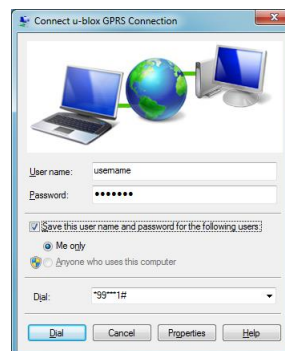 Connect u-blox GPRS Connection
User name: username
Password: •••••••
Save this user name and password for the following users:
Me only
Anyone who uses this computer
Dial: *99***1#
Dial Cancel Properties Help